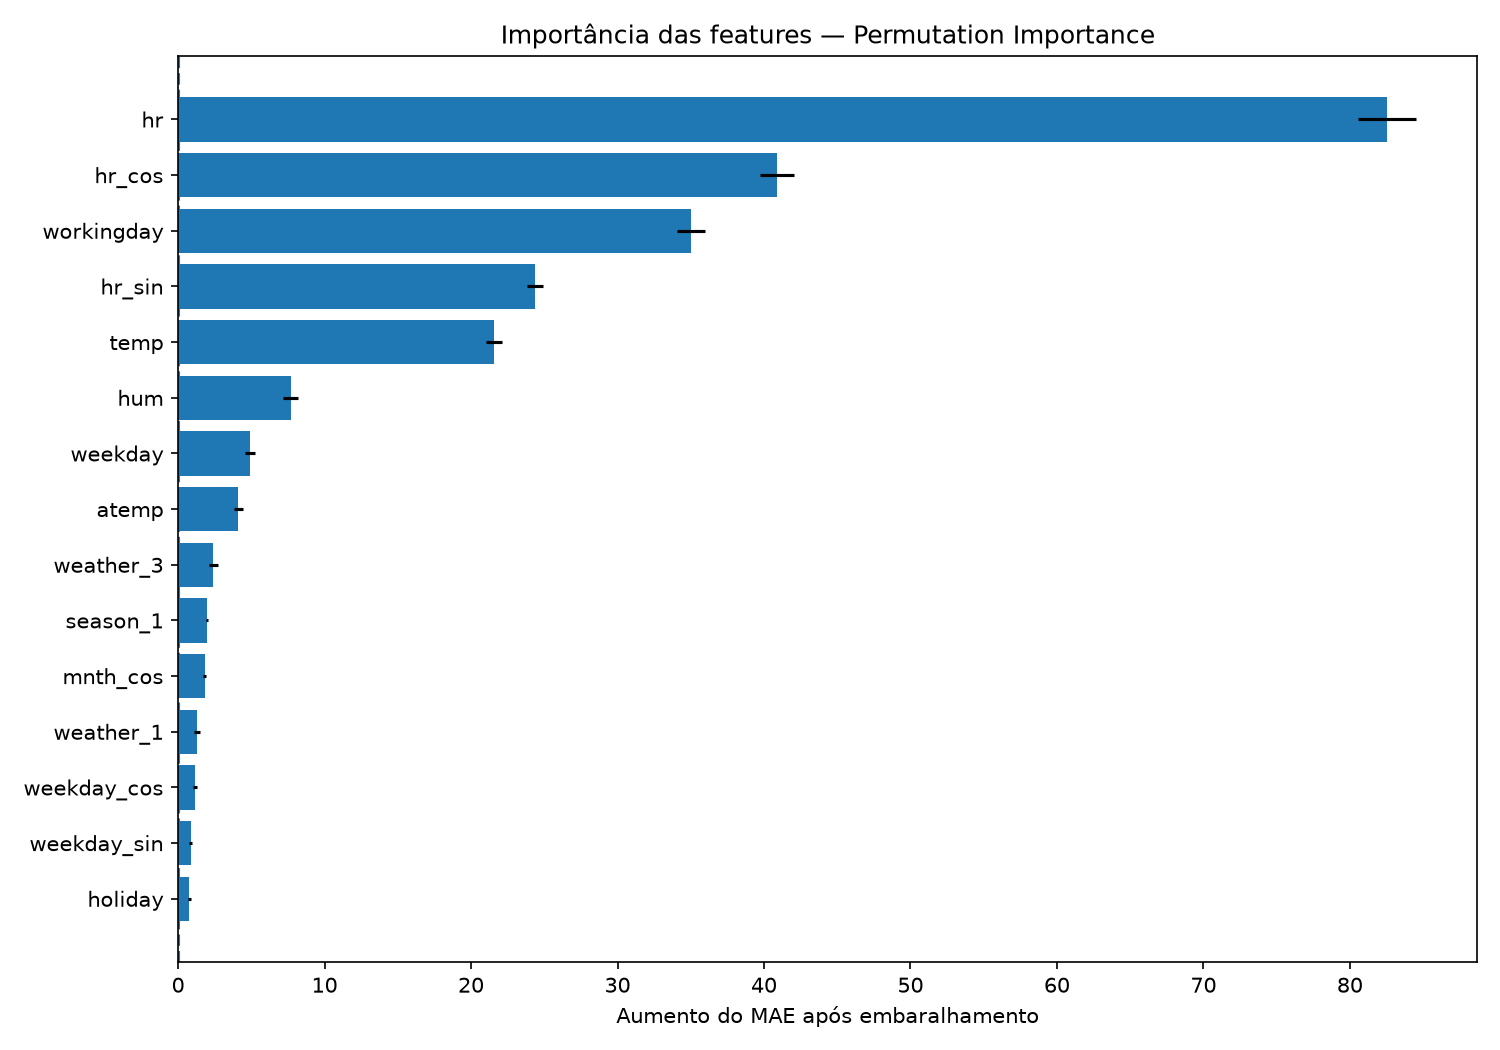 Importância das features — Permutation Importance
hr
hr_cos
workingday
hr_sin
temp
hum
weekday
atemp
weather_3
season_1
mnth_cos
weather_1
weekday_cos
weekday_sin
holiday
0 10 20 30 40 50 60 70 80
Aumento do MAE após embaralhamento